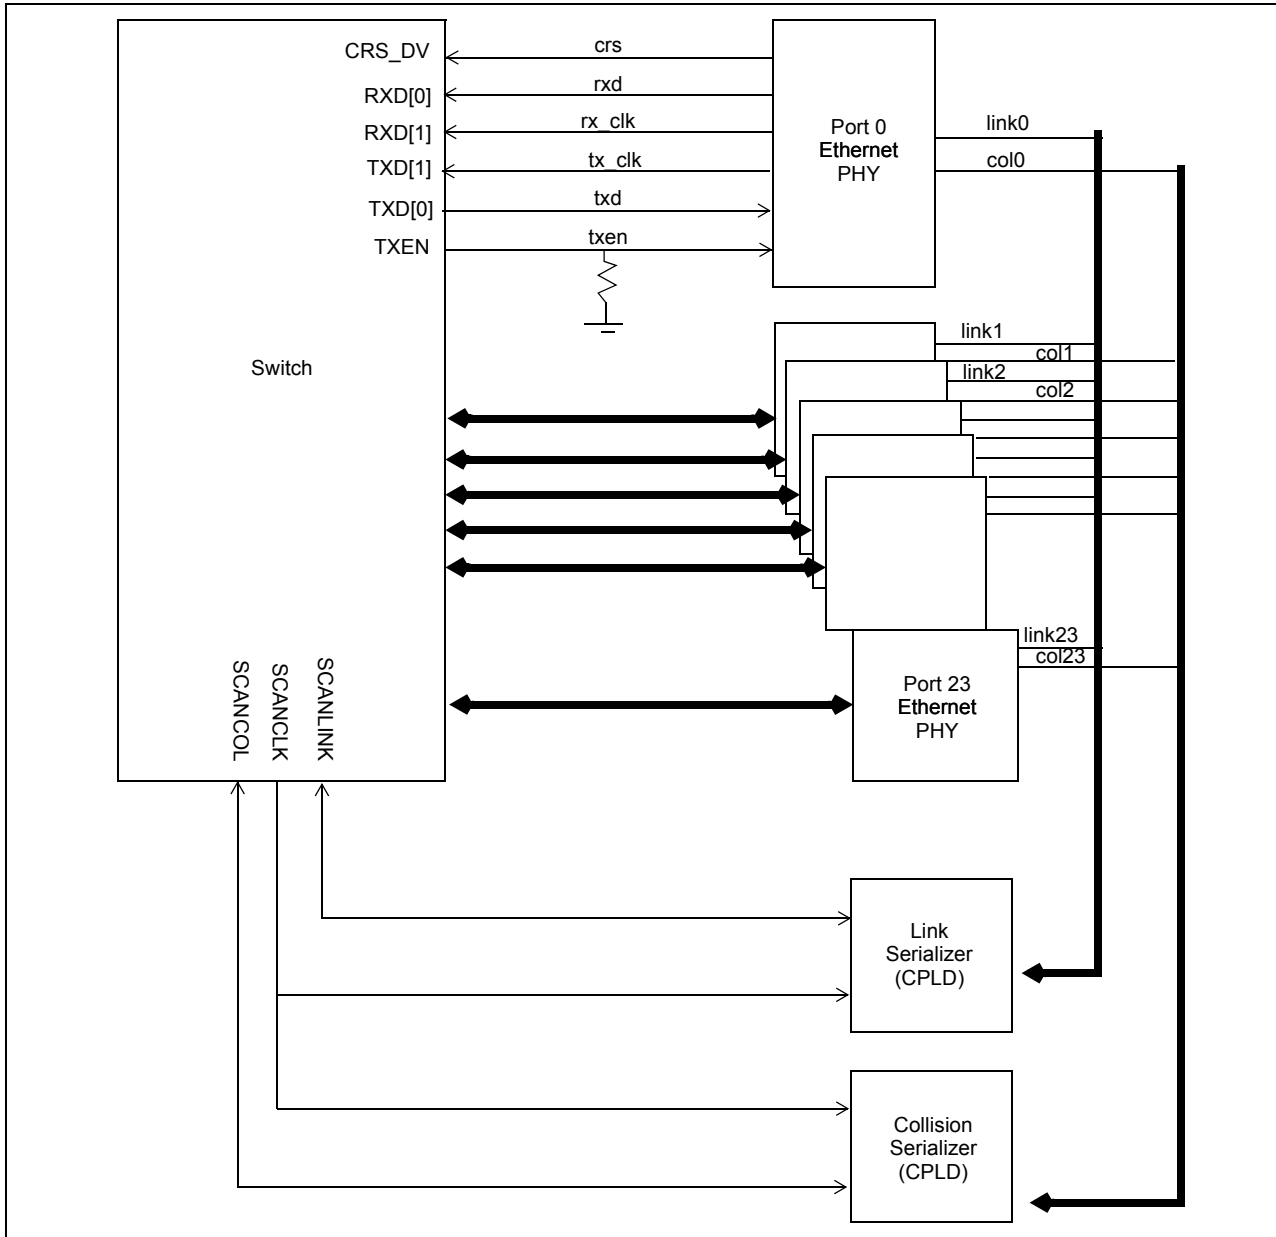 CRS_DV
crs
RXD[0]
rxd
RXD[1]
rx_clk
TXD[1]
tx_clk
TXD[0]
txd
TXEN
txen
Port 0
Ethernet
PHY
link0
col0
Switch
link1
col1
link2
col2
link23
col23
Port 23
Ethernet
PHY
SCANCOL
SCANCLK
SCANLINK
Link
Serializer
(CPLD)
Collision
Serializer
(CPLD)